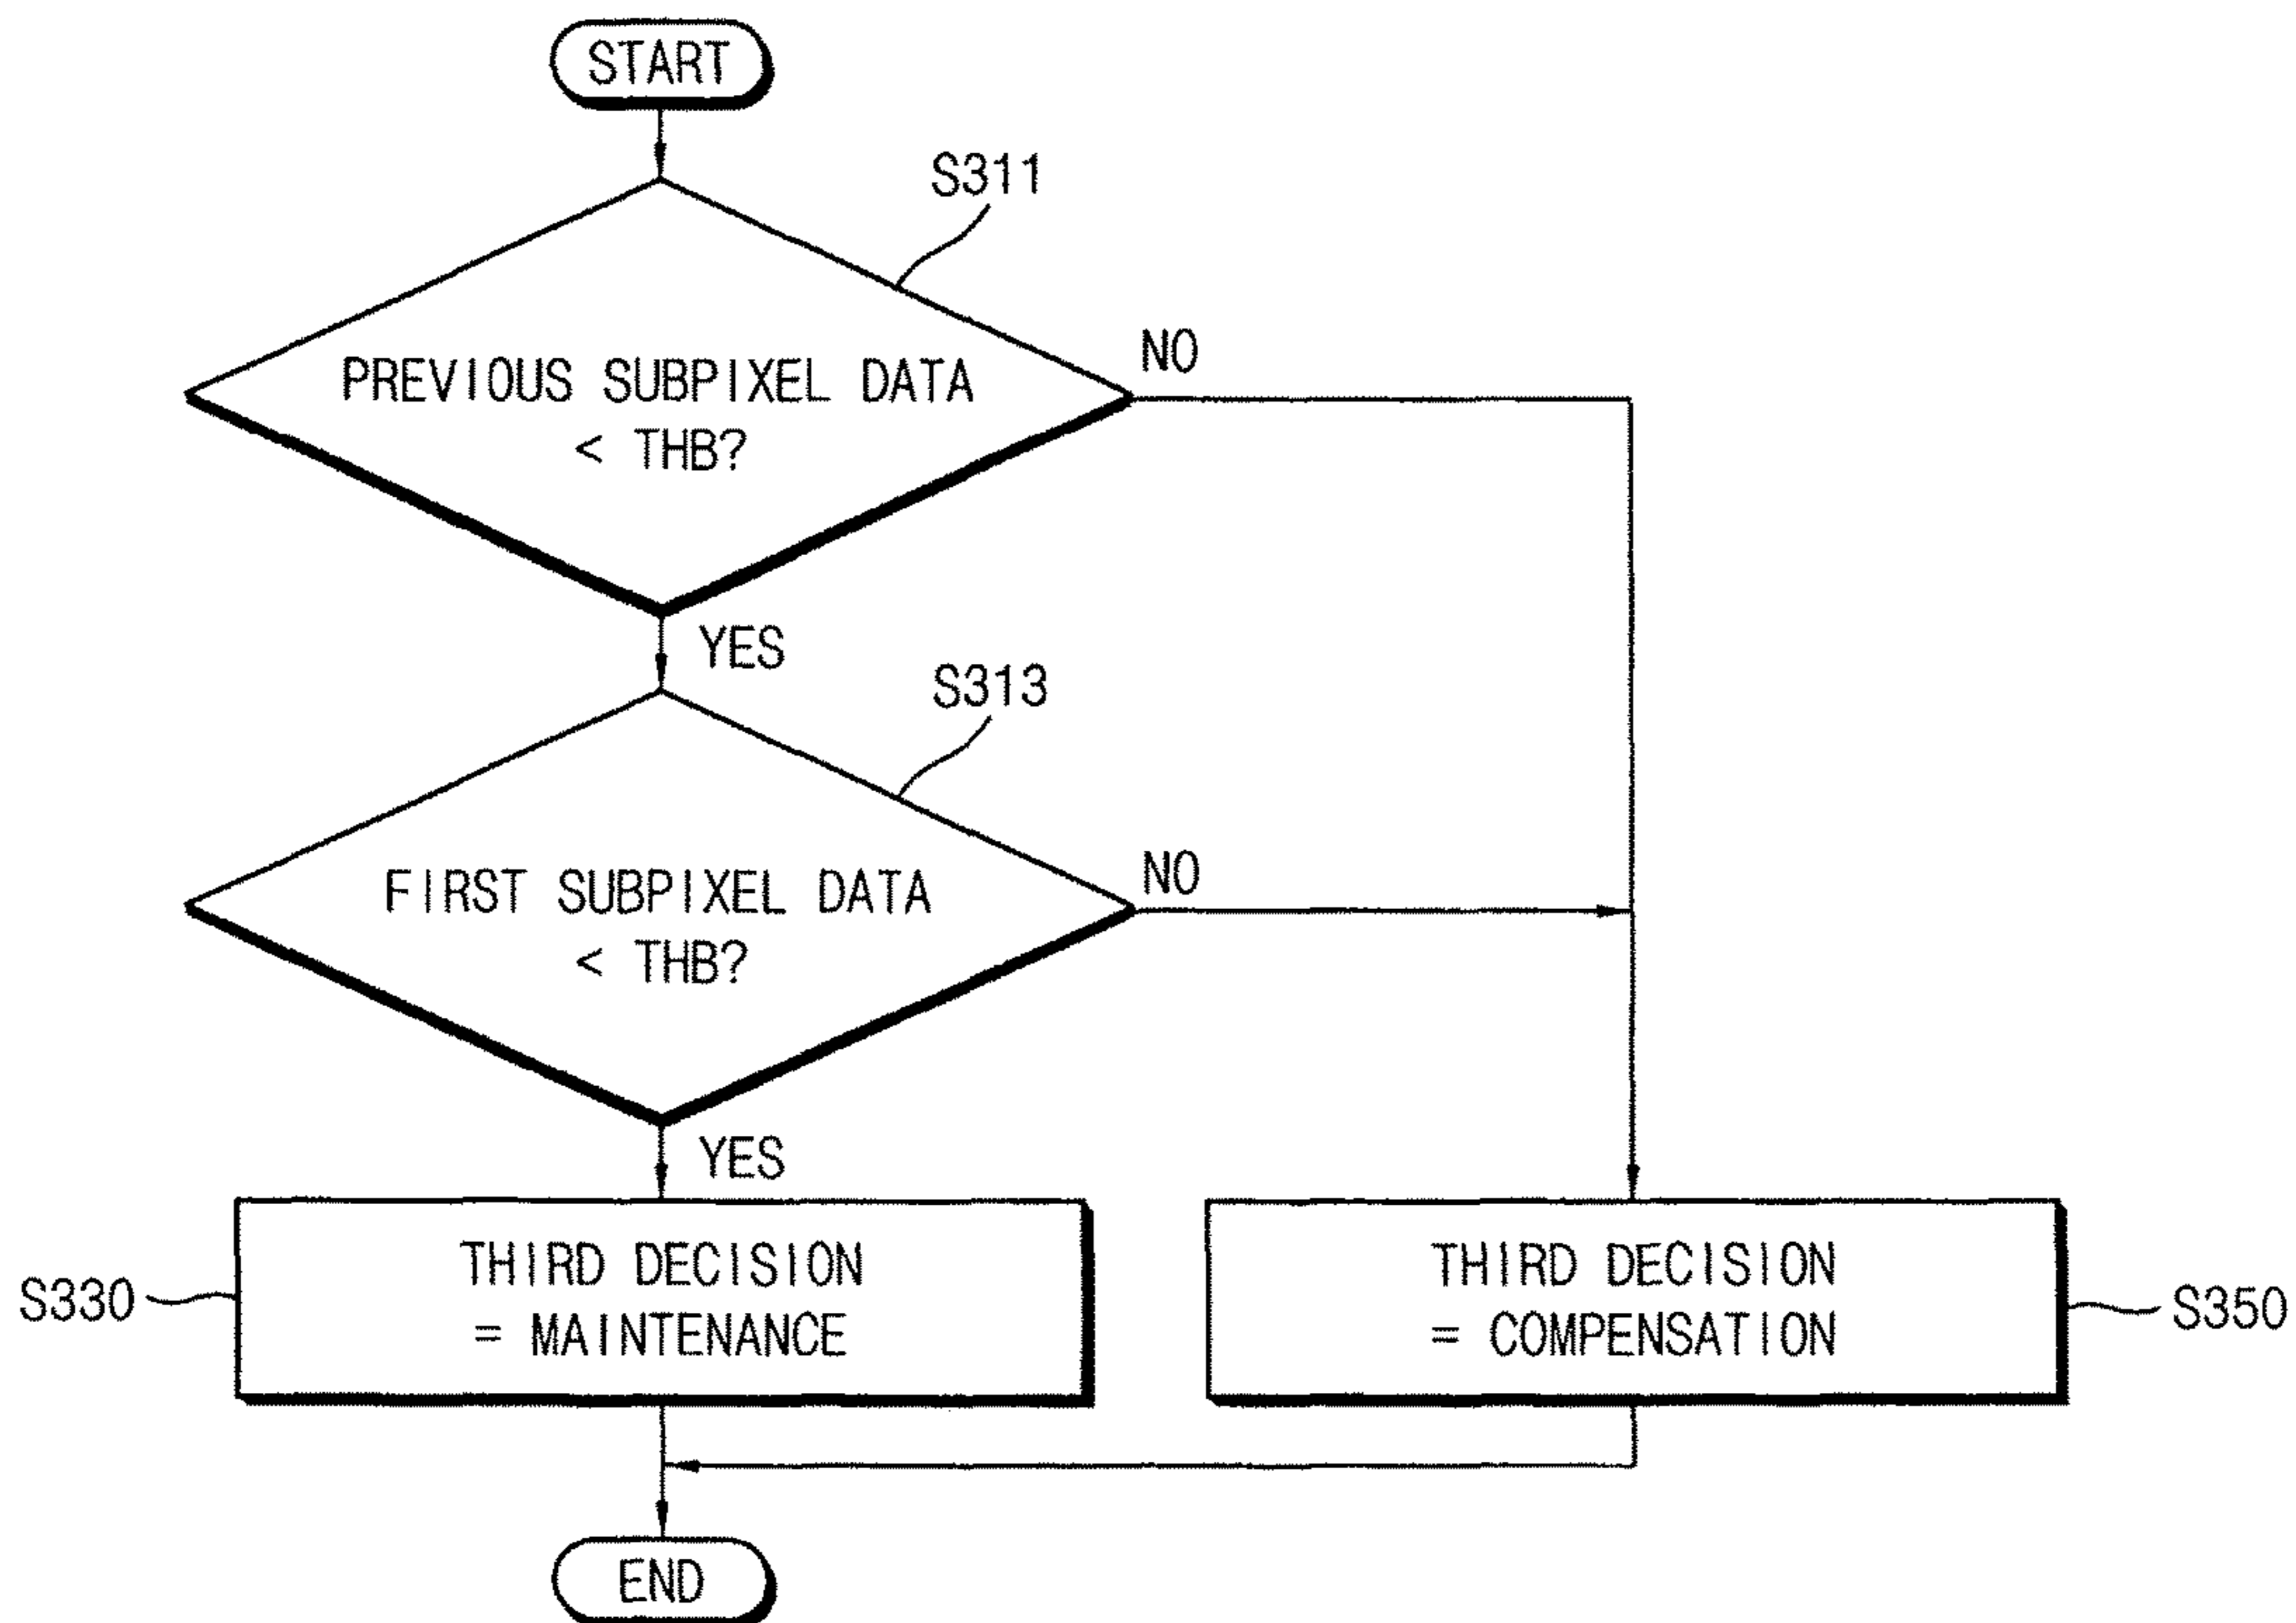 START
S311
PREVIOUS SUBPIXEL DATA
< THB?
NO
YES
S313
FIRST SUBPIXEL DATA
< THB?
NO
YES
S330
THIRD DECISION
= MAINTENANCE
THIRD DECISION
= COMPENSATION
S350
END